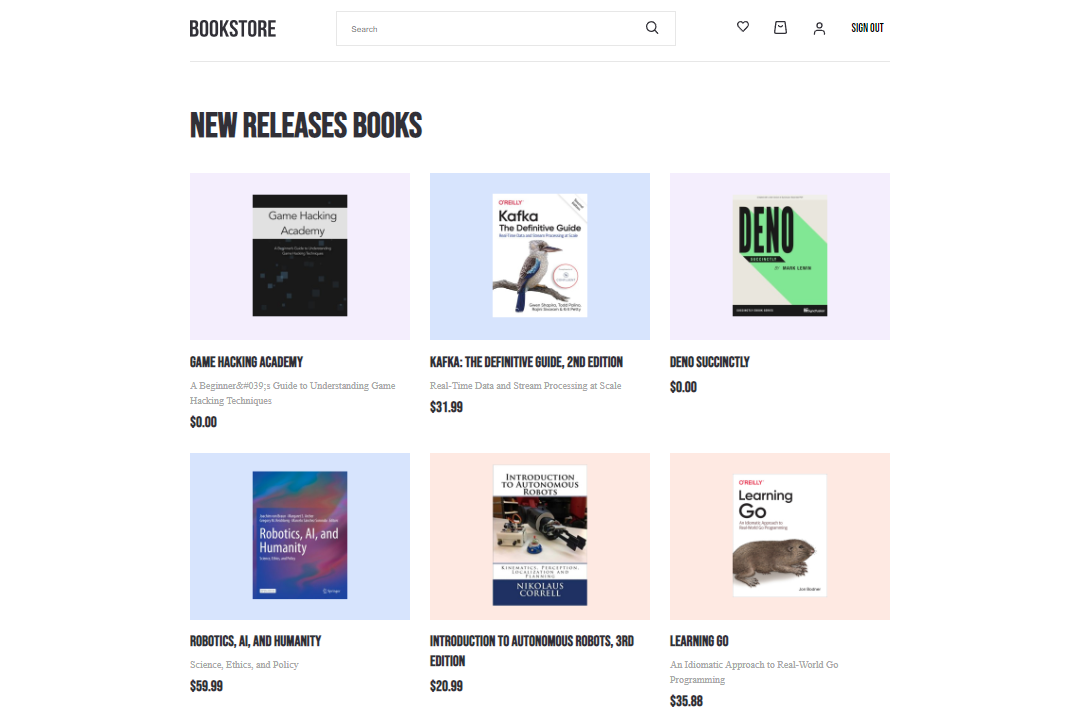 BOOKSTORE
Search
SIGN OUT
NEW RELEASES BOOKS
Game Hacking
Academy
A Beginner's Guide to Understanding
Game Hacking Techniques
O'REILLY
Kafka
The Definitive Guide
Real-Time Data and Stream Processing at Scale
Gwen Shapira, Todd Palino,
Rajini Sivaram & Krit Petty
DENO
SUCCINCTLY
BY MARK LEWIN
GAME HACKING ACADEMY
A Beginner&#039;s Guide to Understanding Game
Hacking Techniques
$0.00
KAFKA: THE DEFINITIVE GUIDE, 2ND EDITION
Real-Time Data and Stream Processing at Scale
$31.99
DENO SUCCINCTLY
$0.00
Robotics, AI, and
Humanity
Science, Ethics, and Policy
Springer
INTRODUCTION
TO AUTONOMOUS
ROBOTS
KINEMATICS, PERCEPTION,
LOCALIZATION AND
PLANNING
NIKOLAUS
CORRELL
O'REILLY
Learning
Go
An Idiomatic Approach to
Real-World Go Programming
Jon Bodner
ROBOTICS, AI, AND HUMANITY
Science, Ethics, and Policy
$59.99
INTRODUCTION TO AUTONOMOUS ROBOTS, 3RD
EDITION
$20.99
LEARNING GO
An Idiomatic Approach to Real-World Go
Programming
$35.88